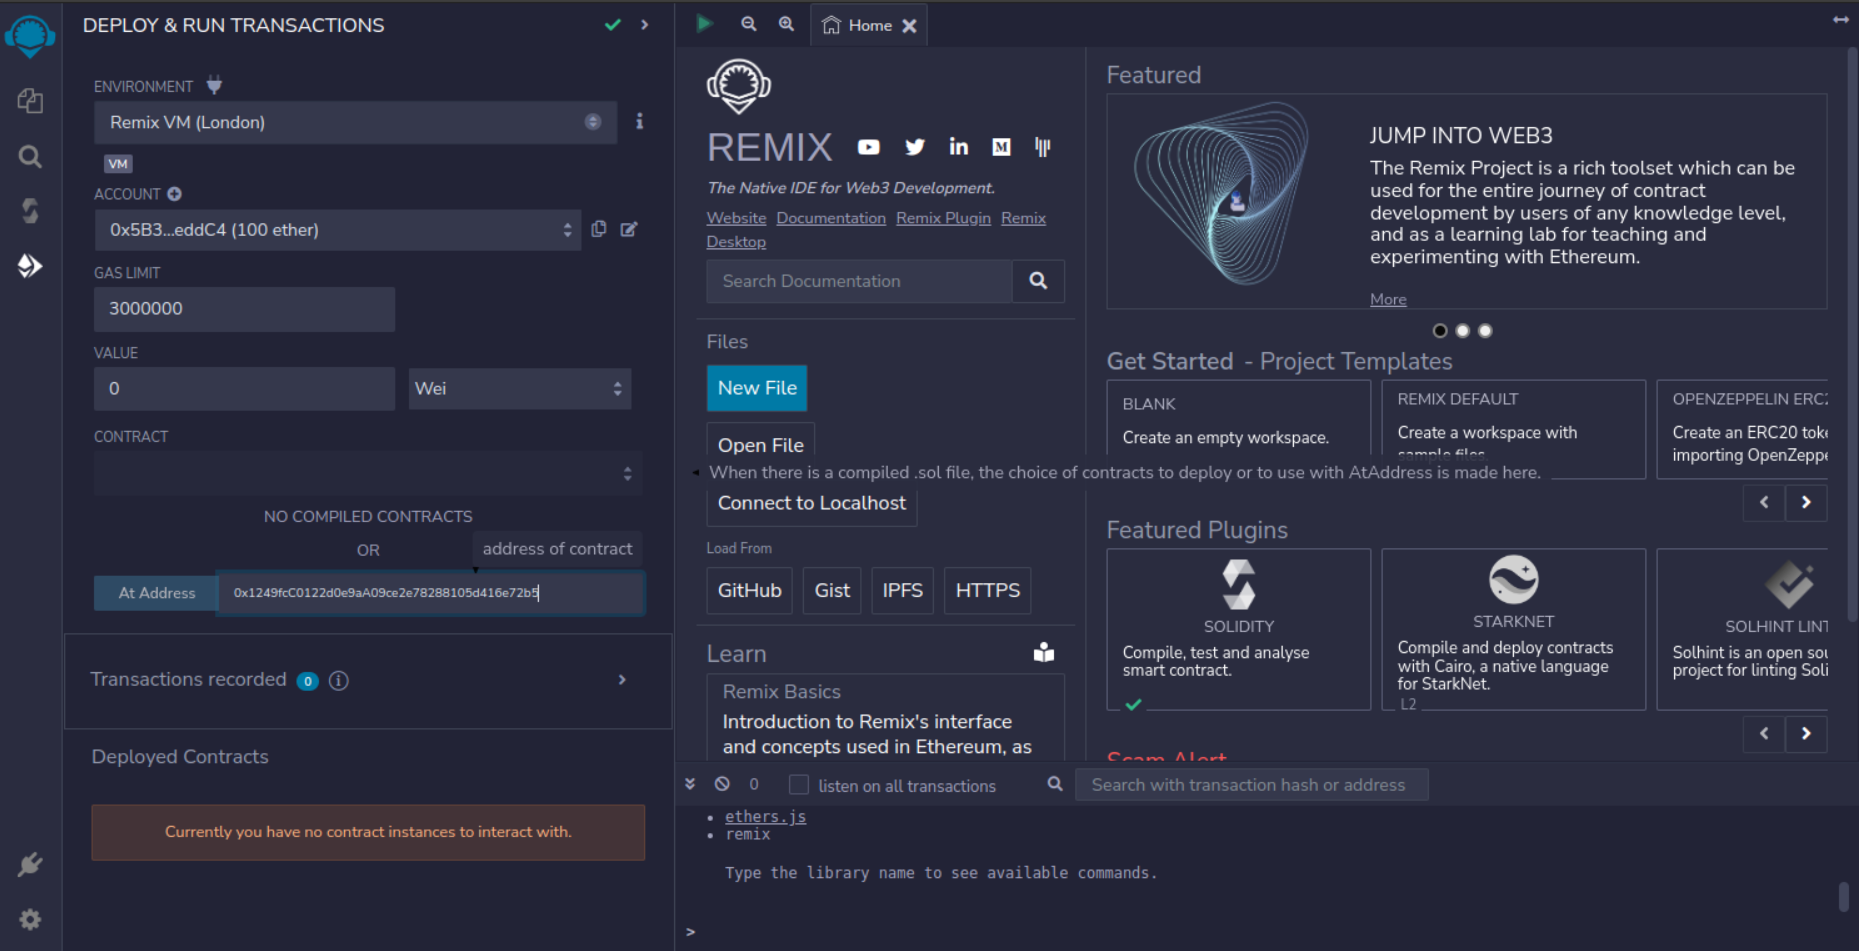 DEPLOY & RUN TRANSACTIONS
ENVIRONMENT
Remix VM (London)
VM
ACCOUNT
0x5B3...eddC4 (100 ether)
GAS LIMIT
3000000
VALUE
0
Wei
CONTRACT
NO COMPILED CONTRACTS
OR
address of contract
At Address
0x1249fcC0122d0e9aA09ce2e78288105d416e72b5
Transactions recorded 0
Deployed Contracts
Currently you have no contract instances to interact with.
Home
REMIX
The Native IDE for Web3 Development.
Website Documentation Remix Plugin Remix
Desktop
Search Documentation
Files
New File
Open File
When there is a compiled .sol file, the choice of contracts to deploy or to use with AtAddress is made here.
Connect to Localhost
Load From
GitHub Gist IPFS HTTPS
Learn
Remix Basics
Introduction to Remix's interface
and concepts used in Ethereum, as
Featured
JUMP INTO WEB3
The Remix Project is a rich toolset which can be
used for the entire journey of contract
development by users of any knowledge level,
and as a learning lab for teaching and
experimenting with Ethereum.
More
Get Started - Project Templates
BLANK
Create an empty workspace.
REMIX DEFAULT
Create a workspace with
sample files.
OPENZEPPELIN ERC2
Create an ERC20 toke
importing OpenZeppe
Featured Plugins
SOLIDITY
Compile, test and analyse
smart contract.
STARKNET
Compile and deploy contracts
with Cairo, a native language
for StarkNet.
L2
SOLHINT LINT
Solhint is an open sou
project for linting Soli
Scam Alert
0
listen on all transactions
Search with transaction hash or address
• ethers.js
• remix
Type the library name to see available commands.
>